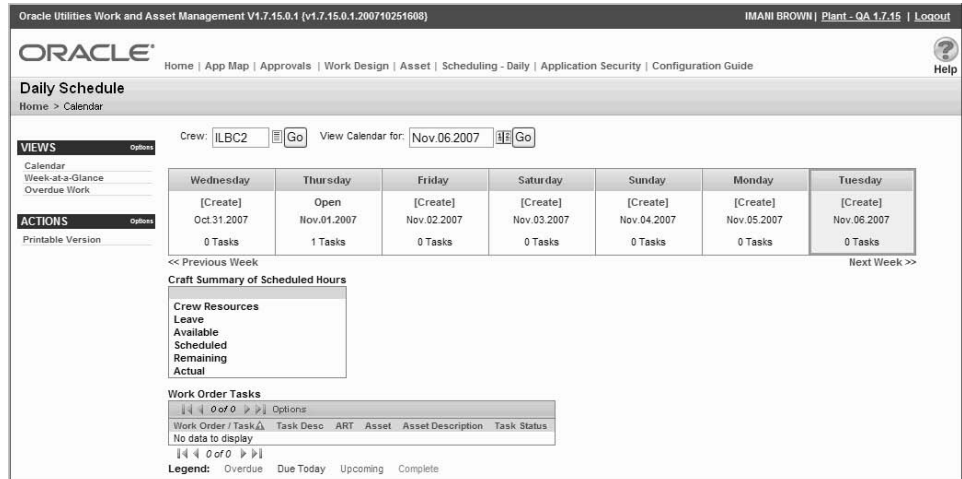 Oracle Utilities Work and Asset Management V1.7.15.0.1 (v1.7.15.0.1.200710251608) IMANI BROWN | Plant - QA 1.7.15 | Logout
ORACLE®
Home | App Map | Approvals | Work Design | Asset | Scheduling - Daily | Application Security | Configuration Guide
Help
Daily Schedule
Home > Calendar
VIEWS Options
Calendar
Week-at-a-Glance
Overdue Work
ACTIONS Options
Printable Version
Crew: ILBC2 Go View Calendar for: Nov.06.2007 Go
Wednesday Thursday Friday Saturday Sunday Monday Tuesday
[Create] Open [Create] [Create] [Create] [Create] [Create]
Oct.31.2007 Nov.01.2007 Nov.02.2007 Nov.03.2007 Nov.04.2007 Nov.05.2007 Nov.06.2007
0 Tasks 1 Tasks 0 Tasks 0 Tasks 0 Tasks 0 Tasks 0 Tasks
<< Previous Week Next Week >>
Craft Summary of Scheduled Hours
Crew Resources
Leave
Available
Scheduled
Remaining
Actual
Work Order Tasks
0 of 0 Options
Work Order / Task Task Desc ART Asset Asset Description Task Status
No data to display
0 of 0
Legend: Overdue Due Today Upcoming Complete